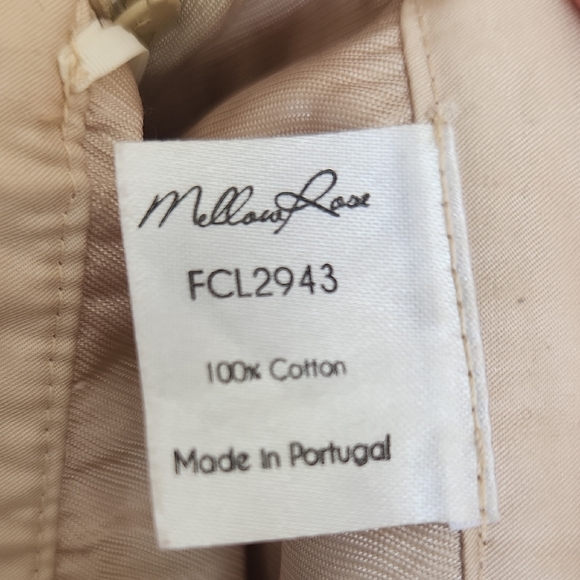 Mellow Rose
FCL2943
100% Cotton
Made in Portugal